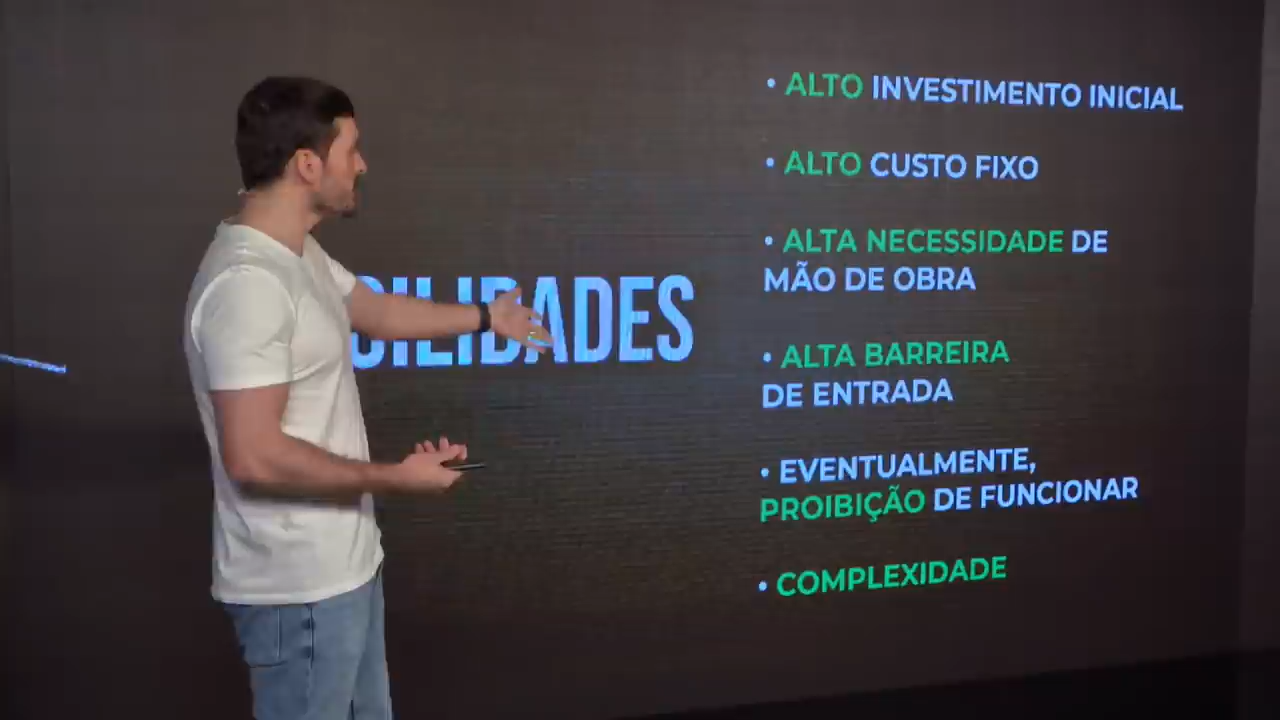 • ALTO INVESTIMENTO INICIAL
• ALTO CUSTO FIXO
• ALTA NECESSIDADE DE
MÃO DE OBRA
• ALTA BARREIRA
DE ENTRADA
• EVENTUALMENTE,
PROIBIÇÃO DE FUNCIONAR
• COMPLEXIDADE